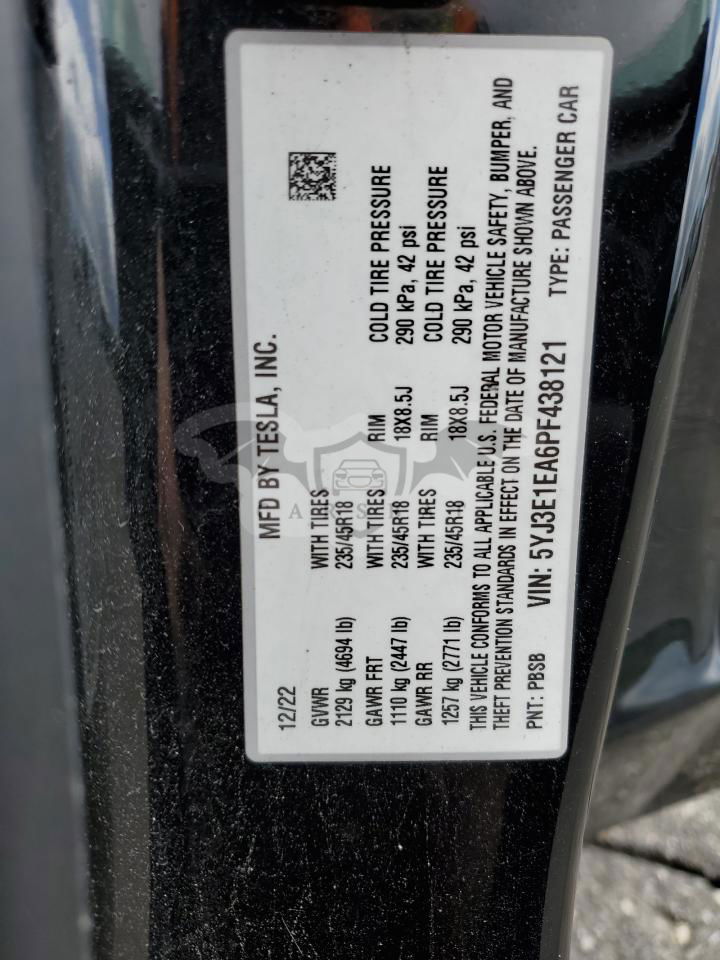 MFD BY TESLA, INC.
12/22
GVWR WITH TIRES RIM COLD TIRE PRESSURE
2129 kg (4694 lb) 235/45R18 18X8.5J 290 kPa, 42 psi
GAWR FRT WITH TIRES RIM COLD TIRE PRESSURE
1110 kg (2447 lb) 235/45R18 18X8.5J 290 kPa, 42 psi
GAWR RR WITH TIRES
1257 kg (2771 lb) 235/45R18
THIS VEHICLE CONFORMS TO ALL APPLICABLE U.S. FEDERAL MOTOR VEHICLE SAFETY, BUMPER, AND
THEFT PREVENTION STANDARDS IN EFFECT ON THE DATE OF MANUFACTURE SHOWN ABOVE.
PNT: PBSB VIN: 5YJ3E1EA6PF438121 TYPE: PASSENGER CAR